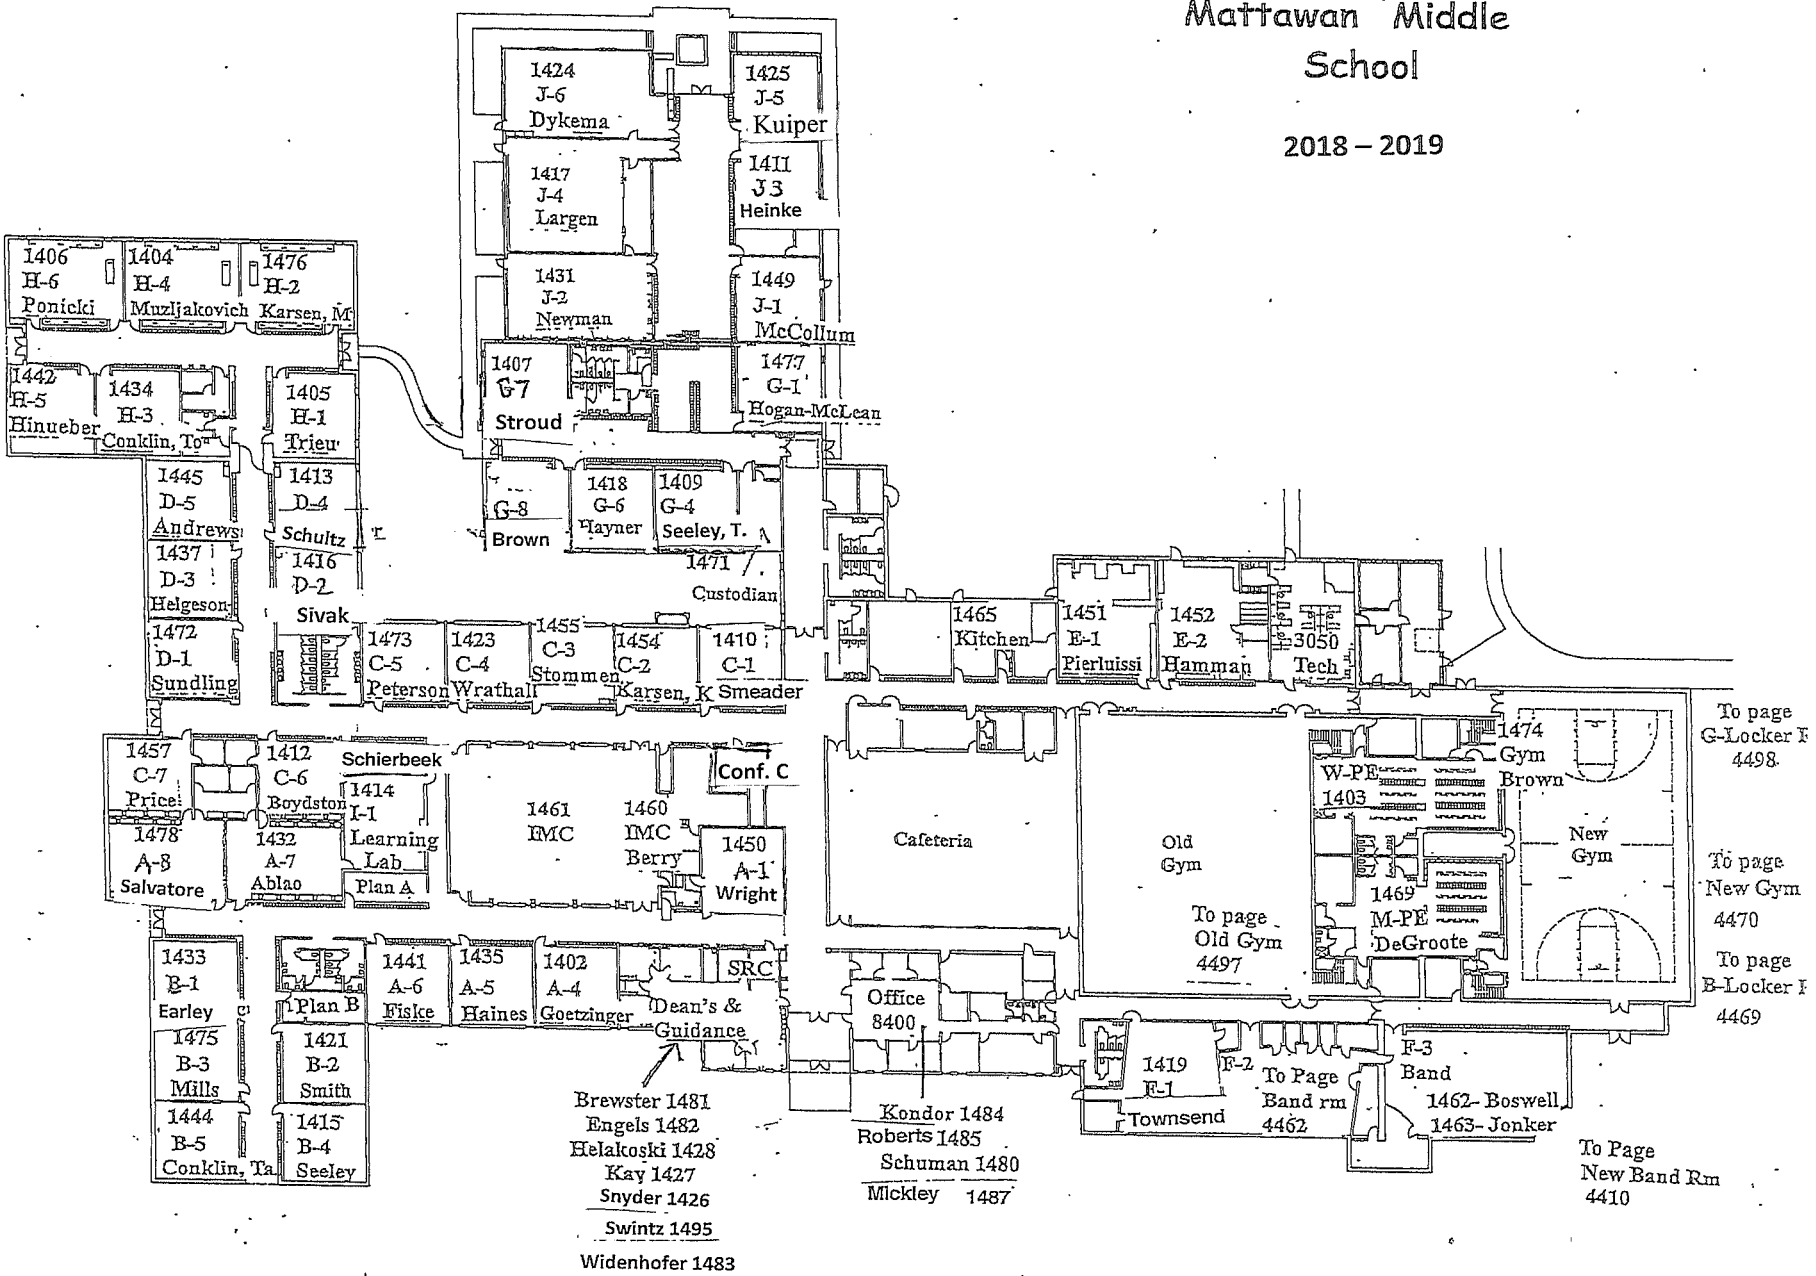 Mattawan Middle
School
2018 – 2019
1424
J-6
Dykema
1425
J-5
Kuiper
1417
J-4
Largen
1411
J3
Heinke
1431
J-2
Newman
1449
J-1
McCollum
1406
H-6
Ponicki
1404
H-4
Muzljakovich
1476
H-2
Karsen, M
1407
G7
Stroud
1477
G-1
Hogan-McLean
1442
H-5
Hinueber
1434
H-3
Conklin, To
1405
H-1
Trieu
1445
D-5
Andrews
1413
D-4
Schultz
G-8
Brown
1418
G-6
Hayner
1409
G-4
Seeley, T.
1471
Custodian
1437
D-3
Helgeson
1416
D-2
Sivak
1472
D-1
Sundling
1473
C-5
Peterson
1423
C-4
Wrathall
1455
C-3
Stommen
1454
C-2
Karsen, K
1410
C-1
Smeader
1465
Kitchen
1451
E-1
Pierluissi
1452
E-2
Hamman
3050
Tech
1457
C-7
Price
1412
C-6
Boydston
Schierbeek
1414
I-1
Learning
Lab
Plan A
1478
A-8
Salvatore
1432
A-7
Ablao
1461
IMC
1460
IMC
Berry
Conf. C
1450
A-1
Wright
Cafeteria
Old
Gym
To page
Old Gym
4497
W-PE
1403
1474
Gym
Brown
1469
M-PE
DeGroote
New
Gym
To page
G-Locker
4498
To page
New Gym
4470
To page
B-Locker
4469
1433
B-1
Earley
Plan B
1441
A-6
Fiske
1435
A-5
Haines
1402
A-4
Goetzinger
SRC
Dean's &
Guidance
Office
8400
1475
B-3
Mills
1421
B-2
Smith
1444
B-5
Conklin, Ta
1415
B-4
Seeley
1419
F-1
Townsend
F-2
To Page
Band rm
4462
F-3
Band
1462- Boswell
1463- Jonker
To Page
New Band Rm
4410
Brewster 1481
Engels 1482
Helakoski 1428
Kay 1427
Snyder 1426
Swintz 1495
Widenhofer 1483
Kondor 1484
Roberts 1485
Schuman 1480
Mickley 1487